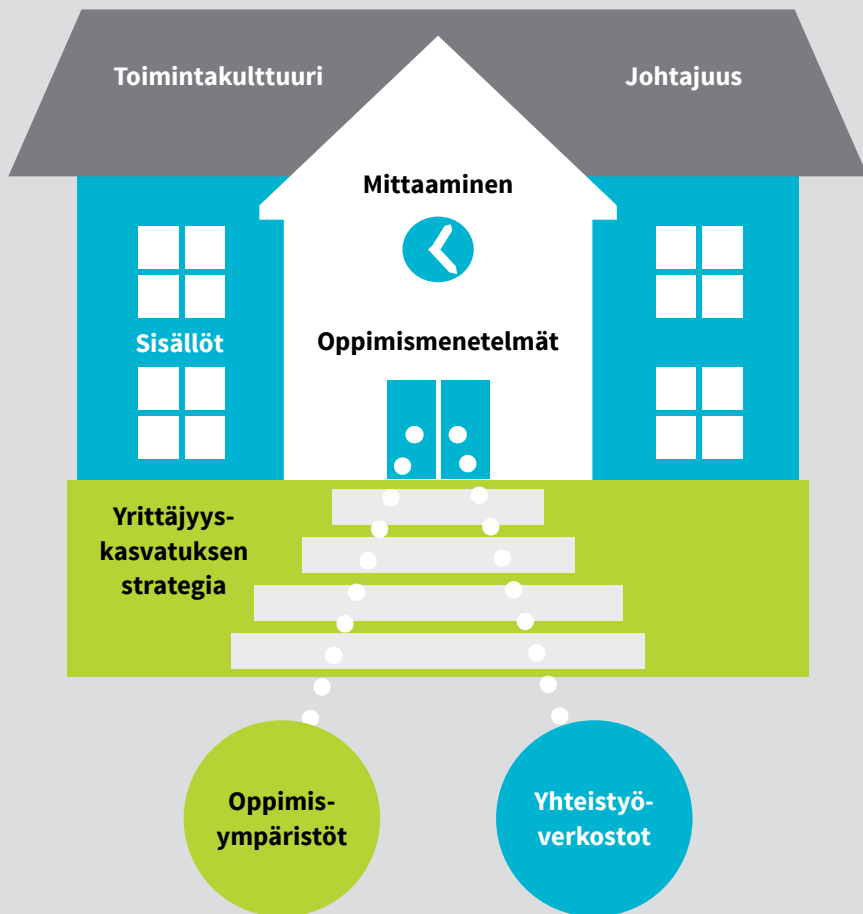 Toimintakulttuuri
Johtajuus
Mittaaminen
Sisällöt
Oppimismenetelmät
Yrittäjyys-
kasvatuksen
strategia
Oppimis-
ympäristöt
Yhteistyö-
verkostot